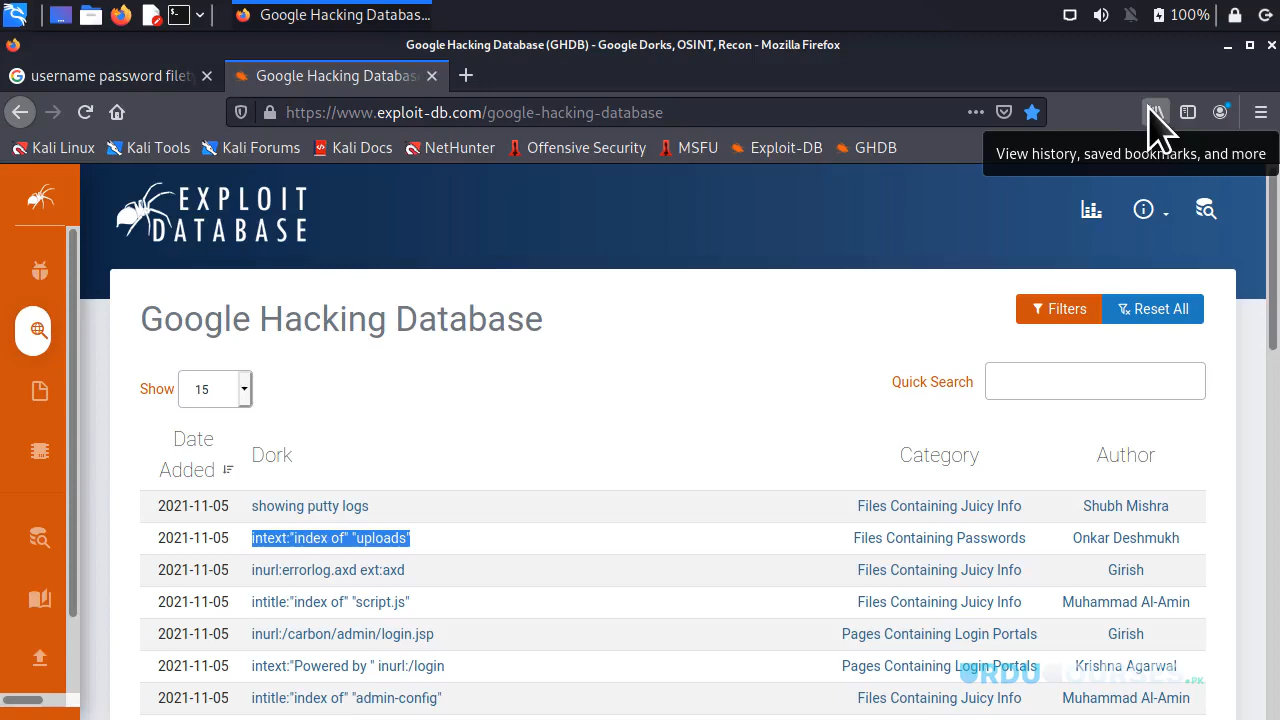 Google Hacking Databas...
100%
Google Hacking Database (GHDB) - Google Dorks, OSINT, Recon - Mozilla Firefox
username password filet
Google Hacking Databas
https://www.exploit-db.com/google-hacking-database
Kali Linux Kali Tools Kali Forums Kali Docs NetHunter Offensive Security MSFU Exploit-DB GHDB
View history, saved bookmarks, and more
EXPLOIT
DATABASE
Google Hacking Database
Filters Reset All
Show 15 Quick Search
Date Added Dork Category Author
2021-11-05 showing putty logs Files Containing Juicy Info Shubh Mishra
2021-11-05 intext:"index of" "uploads" Files Containing Passwords Onkar Deshmukh
2021-11-05 inurl:errorlog.axd ext:axd Files Containing Juicy Info Girish
2021-11-05 intitle:"index of" "script.js" Files Containing Juicy Info Muhammad Al-Amin
2021-11-05 inurl:/carbon/admin/login.jsp Pages Containing Login Portals Girish
2021-11-05 intext:"Powered by " inurl:/login Pages Containing Login Portals Krishna Agarwal
URDUCOURSES.PK
2021-11-05 intitle:"index of" "admin-config" Files Containing Juicy Info Muhammad Al-Amin